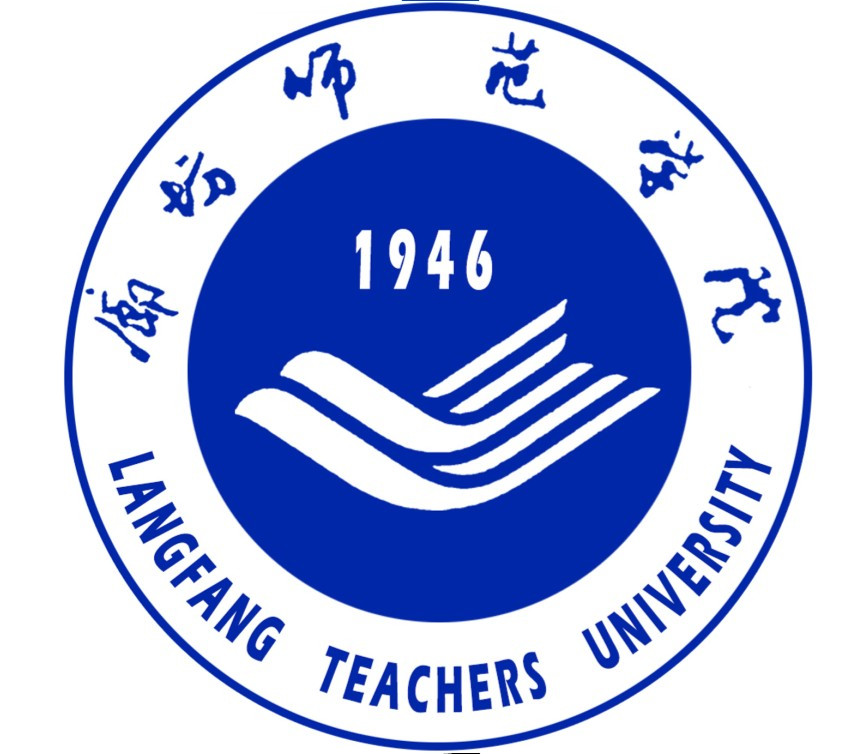 廊坊师范学院
1946
LANGFANG TEACHERS UNIVERSITY